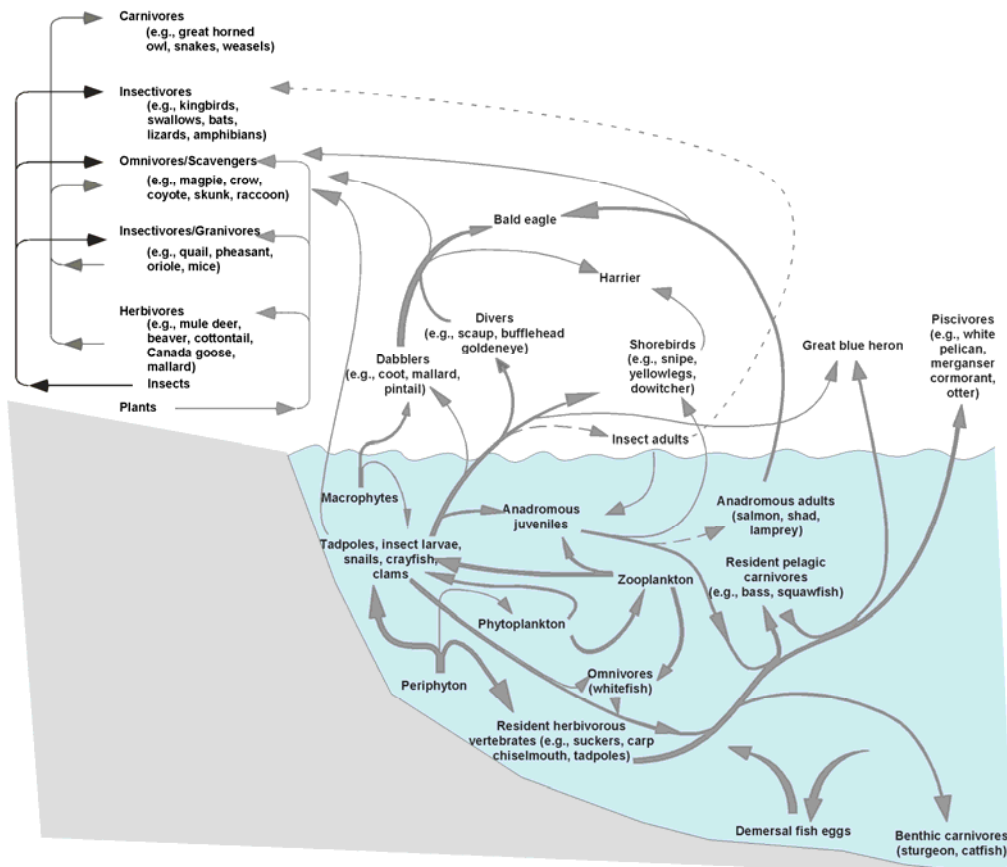 Carnivores
(e.g., great horned
owl, snakes, weasels)
Insectivores
(e.g., kingbirds,
swallows, bats,
lizards, amphibians)
Omnivores/Scavengers
(e.g., magpie, crow,
coyote, skunk, raccoon)
Insectivores/Granivores
(e.g., quail, pheasant,
oriole, mice)
Herbivores
(e.g., mule deer,
beaver, cottontail,
Canada goose,
mallard)
Insects
Plants
Bald eagle
Harrier
Divers
(e.g., scaup, bufflehead
goldeneye)
Dabblers
(e.g., coot, mallard,
pintail)
Shorebirds
(e.g., snipe,
yellowlegs,
dowitcher)
Great blue heron
Piscivores
(e.g., white
pelican,
merganser
cormorant,
otter)
Insect adults
Macrophytes
Anadromous
juveniles
Anadromous adults
(salmon, shad,
lamprey)
Tadpoles, insect larvae,
snails, crayfish,
clams
Zooplankton
Resident pelagic
carnivores
(e.g., bass, squawfish)
Phytoplankton
Periphyton
Omnivores
(whitefish)
Resident herbivorous
vertebrates (e.g., suckers, carp
chiselmouth, tadpoles)
Demersal fish eggs
Benthic carnivores
(sturgeon, catfish)